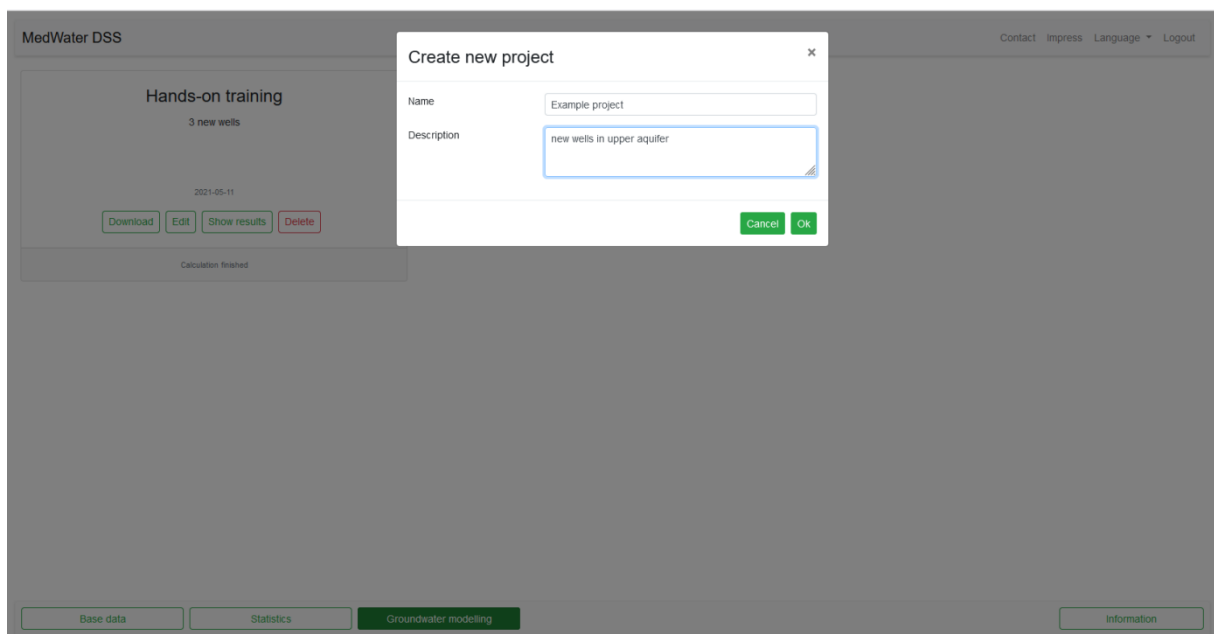 MedWater DSS
Contact Impress Language Logout
Create new project
×
Name
Example project
Description
new wells in upper aquifer
Cancel Ok
Hands-on training
3 new wells
2021-05-11
Download Edit Show results Delete
Calculation finished
Base data Statistics Groundwater modelling Information